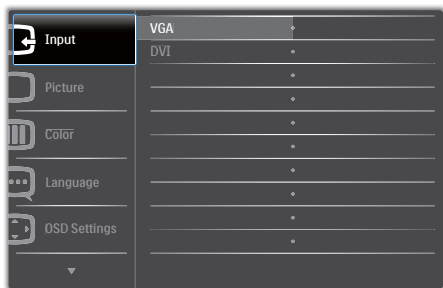 Input
VGA
DVI
Picture
Color
Language
OSD Settings